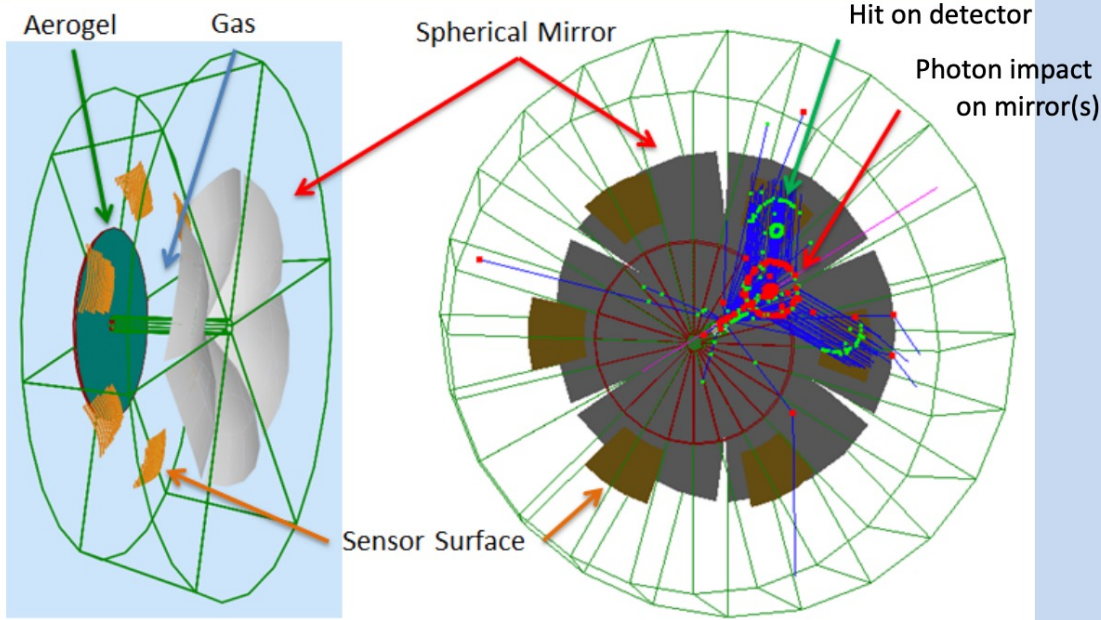 Aerogel
Gas
Spherical Mirror
Hit on detector
Photon impact
on mirror(s)
Sensor Surface